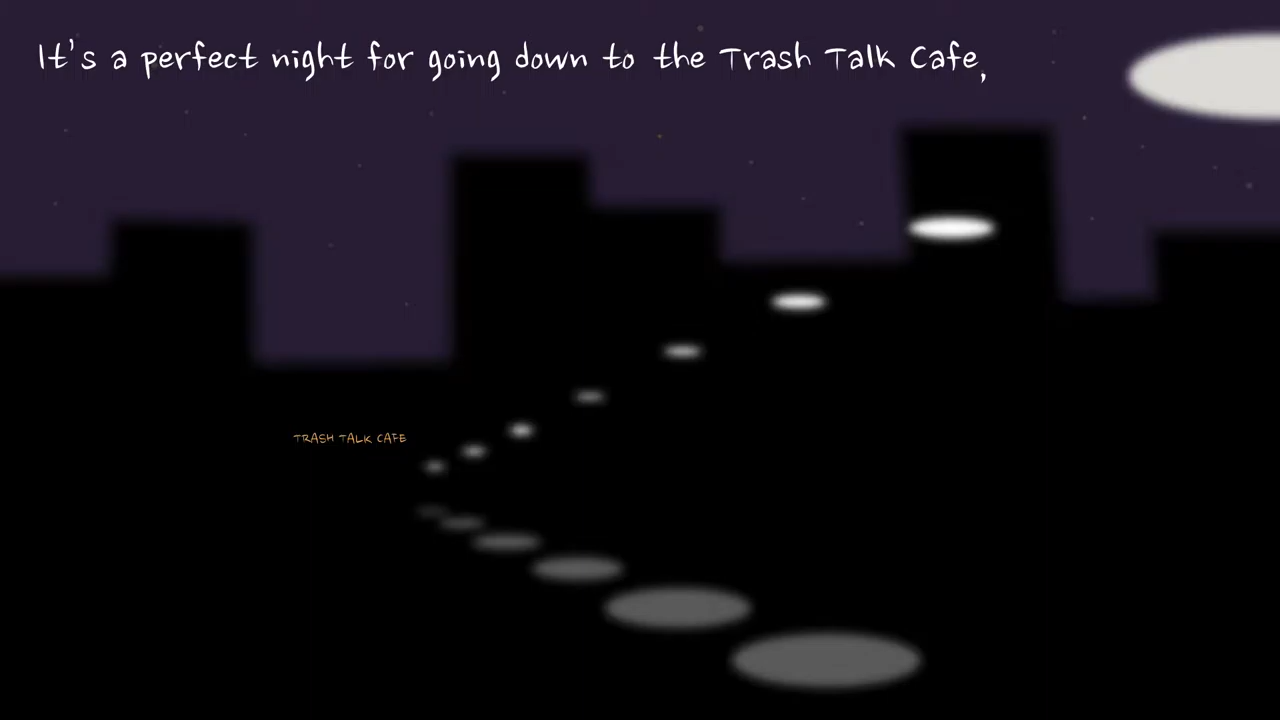 It's a perfect night for going down to the Trash Talk Cafe,
TRASH TALK CAFE